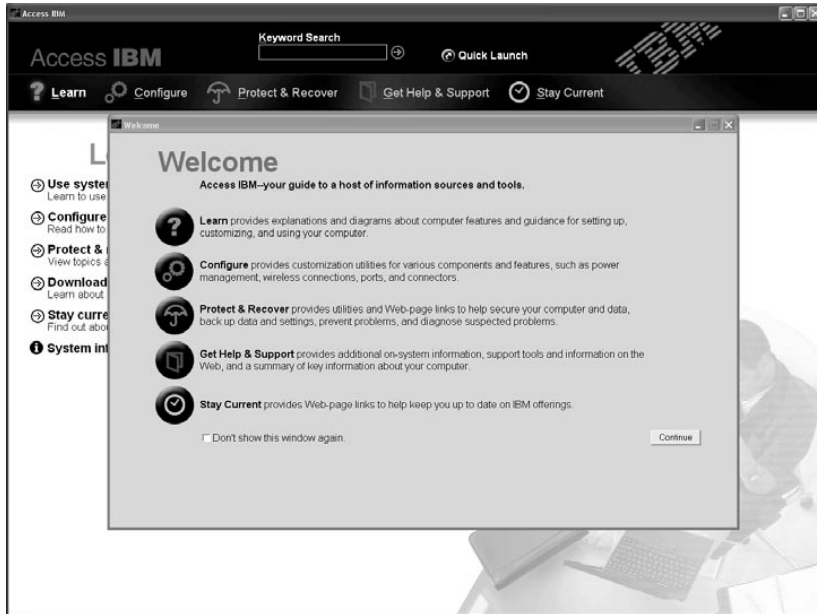 Access IBM
Keyword Search
Access IBM
Quick Launch
IBM
Learn
Configure
Protect & Recover
Get Help & Support
Stay Current
Welcome
L
Welcome
Access IBM--your guide to a host of information sources and tools.
Use syster
Learn to use
Learn provides explanations and diagrams about computer features and guidance for setting up,
customizing, and using your computer.
Configure
Read how to
Configure provides customization utilities for various components and features, such as power
management, wireless connections, ports, and connectors.
Protect &
View topics
Protect & Recover provides utilities and Web-page links to help secure your computer and data,
back up data and settings, prevent problems, and diagnose suspected problems.
Download
Learn about
Stay curre
Find out abou
Get Help & Support provides additional on-system information, support tools and information on the
Web, and a summary of key information about your computer.
System inf
Stay Current provides Web-page links to help keep you up to date on IBM offerings.
Don't show this window again.
Continue